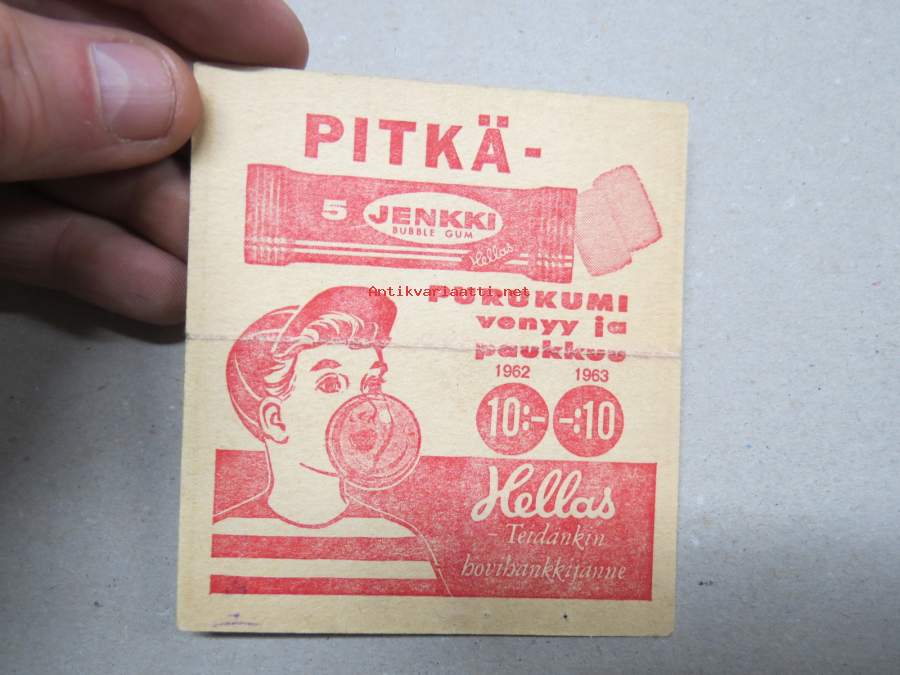 PITKÄ-
5 JENKKI
BUBBLE GUM
Hellas
Antikvariaatti.net
PURUKUMI
venyy ja
paukkuu
1962 1963
10:- -:10
Hellas
- Teidänkin
hovihankkijanne